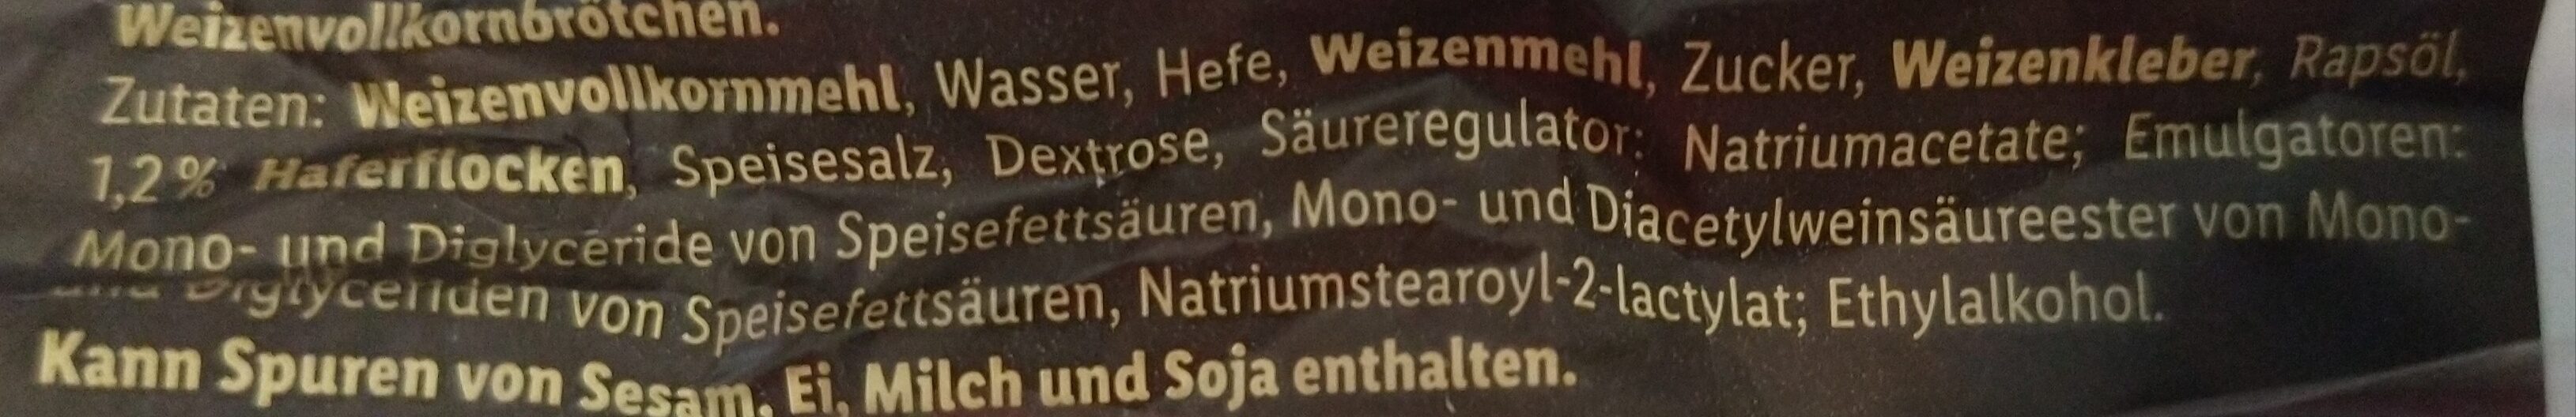 Weizenvollkornbrötchen.
Zutaten: Weizenvollkornmehl, Wasser, Hefe, Weizenmehl, Zucker, Weizenkleber, Rapsöl,
1,2 % Haferflocken, Speisesalz, Dextrose, Säureregulator: Natriumacetate; Emulgatoren:
Mono- und Diglyceride von Speisefettsäuren, Mono- und Diacetylweinsäureester von Mono-
und Diglyceriden von Speisefettsäuren, Natriumstearoyl-2-lactylat; Ethylalkohol.
Kann Spuren von Sesam, Ei, Milch und Soja enthalten.